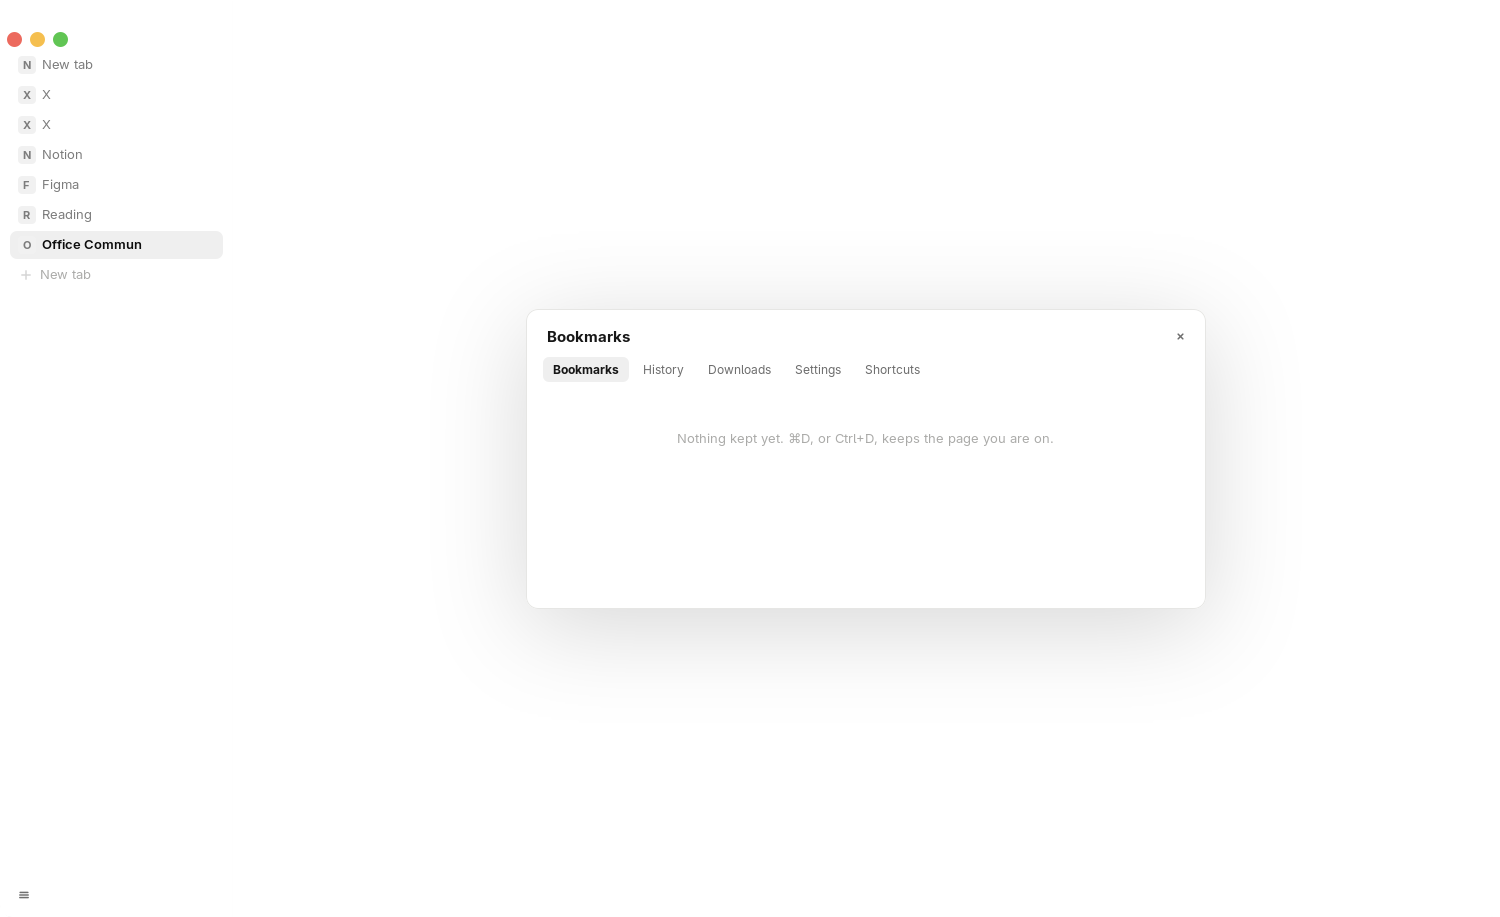 N New tab
X X
X X
N Notion
F Figma
R Reading
O Office Commun
+ New tab
Bookmarks ×
Bookmarks History Downloads Settings Shortcuts
Nothing kept yet. ⌘D, or Ctrl+D, keeps the page you are on.